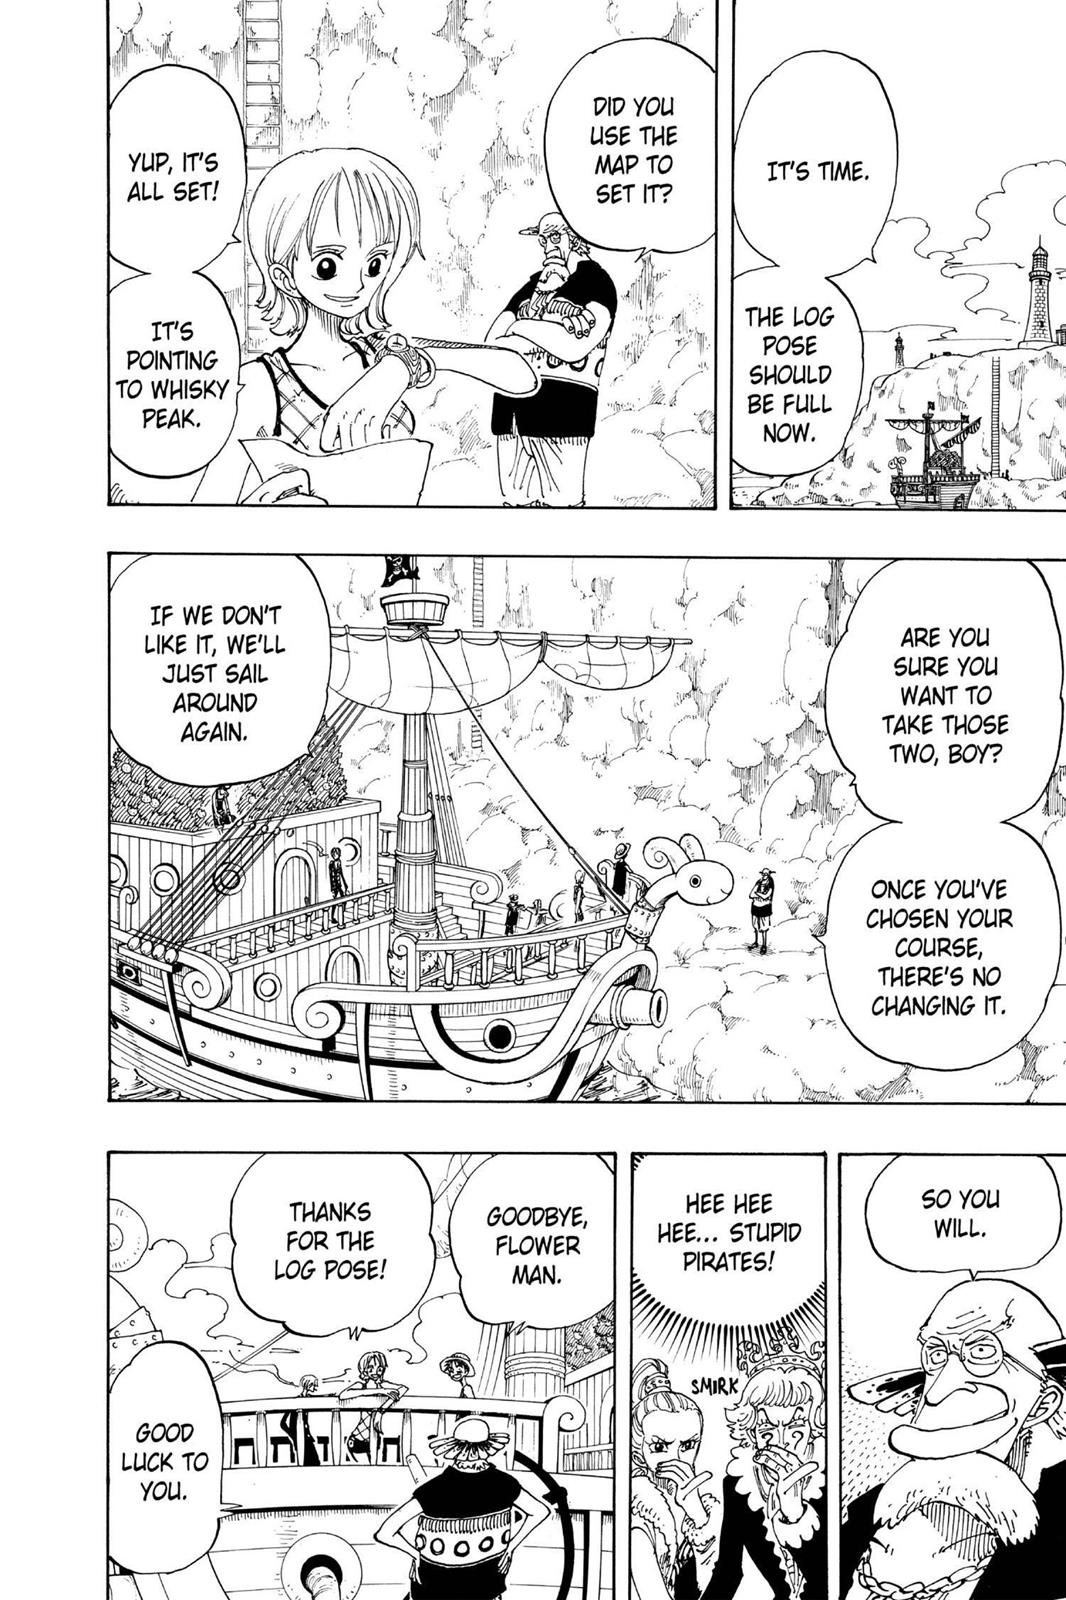 IT'S TIME.
THE LOG
POSE
SHOULD
BE FULL
NOW.
DID YOU
USE THE
MAP TO
SET IT?
YUP, IT'S
ALL SET!
IT'S
POINTING
TO WHISKY
PEAK.
ARE YOU
SURE YOU
WANT TO
TAKE THOSE
TWO, BOY?
ONCE YOU'VE
CHOSEN YOUR
COURSE,
THERE'S NO
CHANGING IT.
IF WE DON'T
LIKE IT, WE'LL
JUST SAIL
AROUND
AGAIN.
SO YOU
WILL.
HEE HEE
HEE... STUPID
PIRATES!
SMIRK
GOODBYE,
FLOWER
MAN.
THANKS
FOR THE
LOG POSE!
GOOD
LUCK TO
YOU.